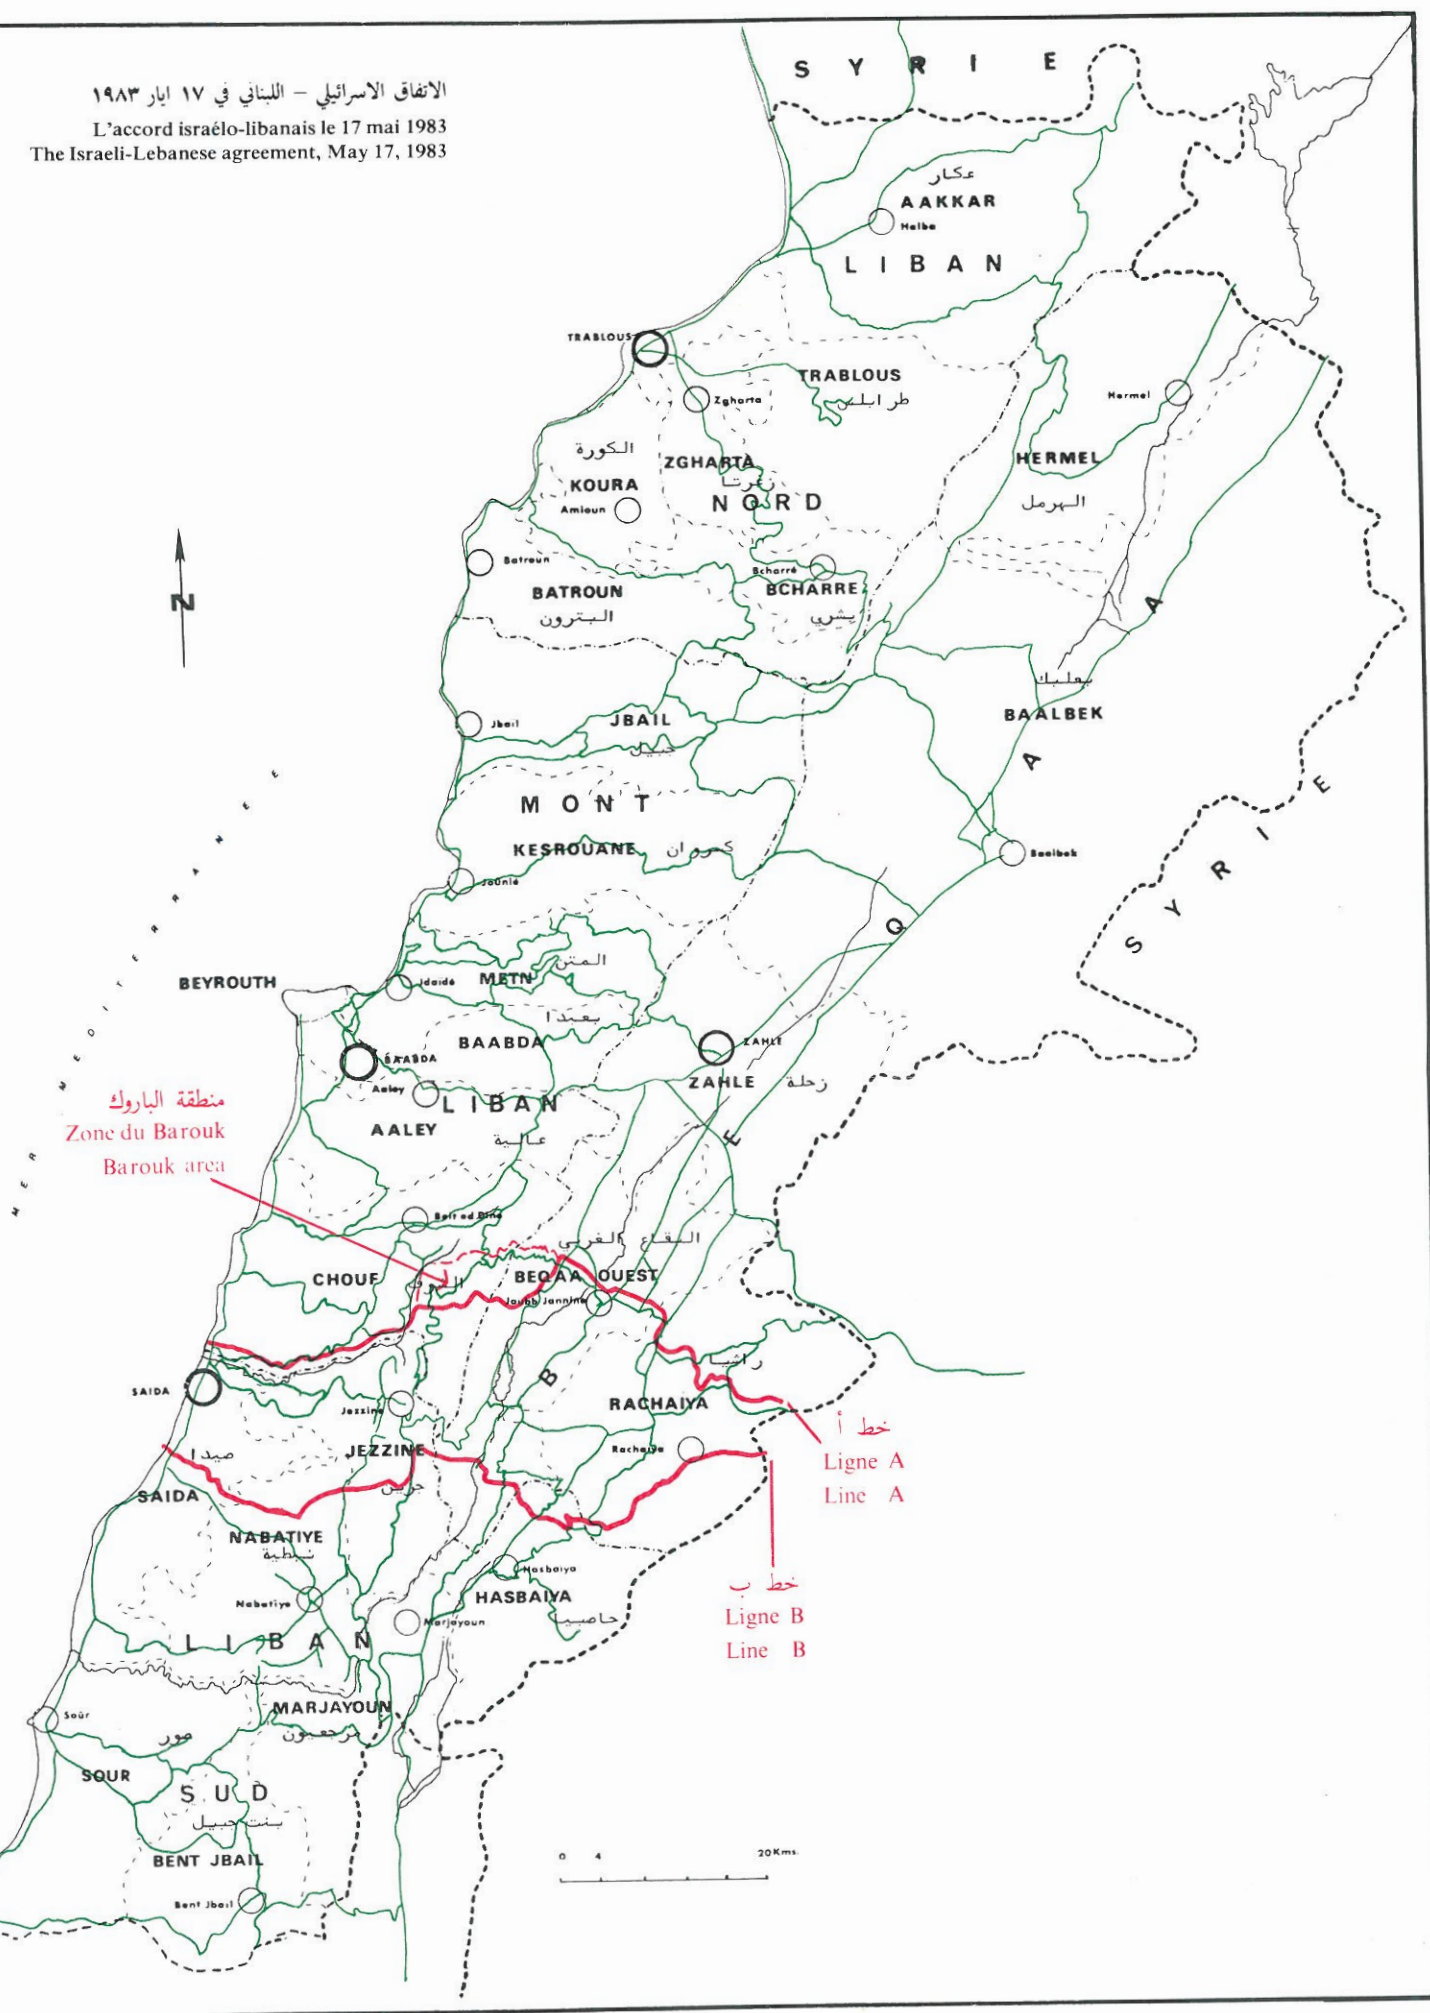 الاتفاق الاسرائيلي – اللبناني في ١٧ ايار ١٩٨٣
L'accord israélo-libanais le 17 mai 1983
The Israeli-Lebanese agreement, May 17, 1983
S Y R I E
عكار
AAKKAR
Halba
L I B A N
TRABLOUS
TRABLOUS
طرابلس
Zgharta
Hermel
الكورة
ZGHARTA
زغرتا
HERMEL
الهرمل
KOURA
Amioun
N O R D
N
Batroun
Bcharré
BCHARRE
بشري
BATROUN
البترون
A
بعلبك
BAALBEK
Jbail
JBAIL
جبيل
A
M O N T
S Y R I E
KESROUANE
كسروان
Baalbek
Jounié
Q
MER MEDITERRANEE
المتن
METN
Jdaidé
BEYROUTH
بعبدا
BAABDA
BAABDA
ZAHLE
ZAHLE
زحلة
Aaley
L I B A N
منطقة الباروك
Zone du Barouk
Barouk area
AALEY
عالية
E
Beit ed Dine
البقاع الغربي
CHOUF
الشوف
BEQAA OUEST
Joubb Jannine
راشيا
B
SAIDA
Jezzine
RACHAIYA
خط أ
Ligne A
Line A
JEZZINE
جزين
صيدا
Rachaiya
SAIDA
NABATIYE
نبطية
Hasbaiya
HASBAIYA
حاصبيا
خط ب
Ligne B
Line B
Nabatiye
Marjayoun
L I B A N
MARJAYOUN
مرجعيون
Soûr
صور
SOUR
S U D
بنت جبيل
BENT JBAIL
Bent Jbail
0 4 20 Kms.